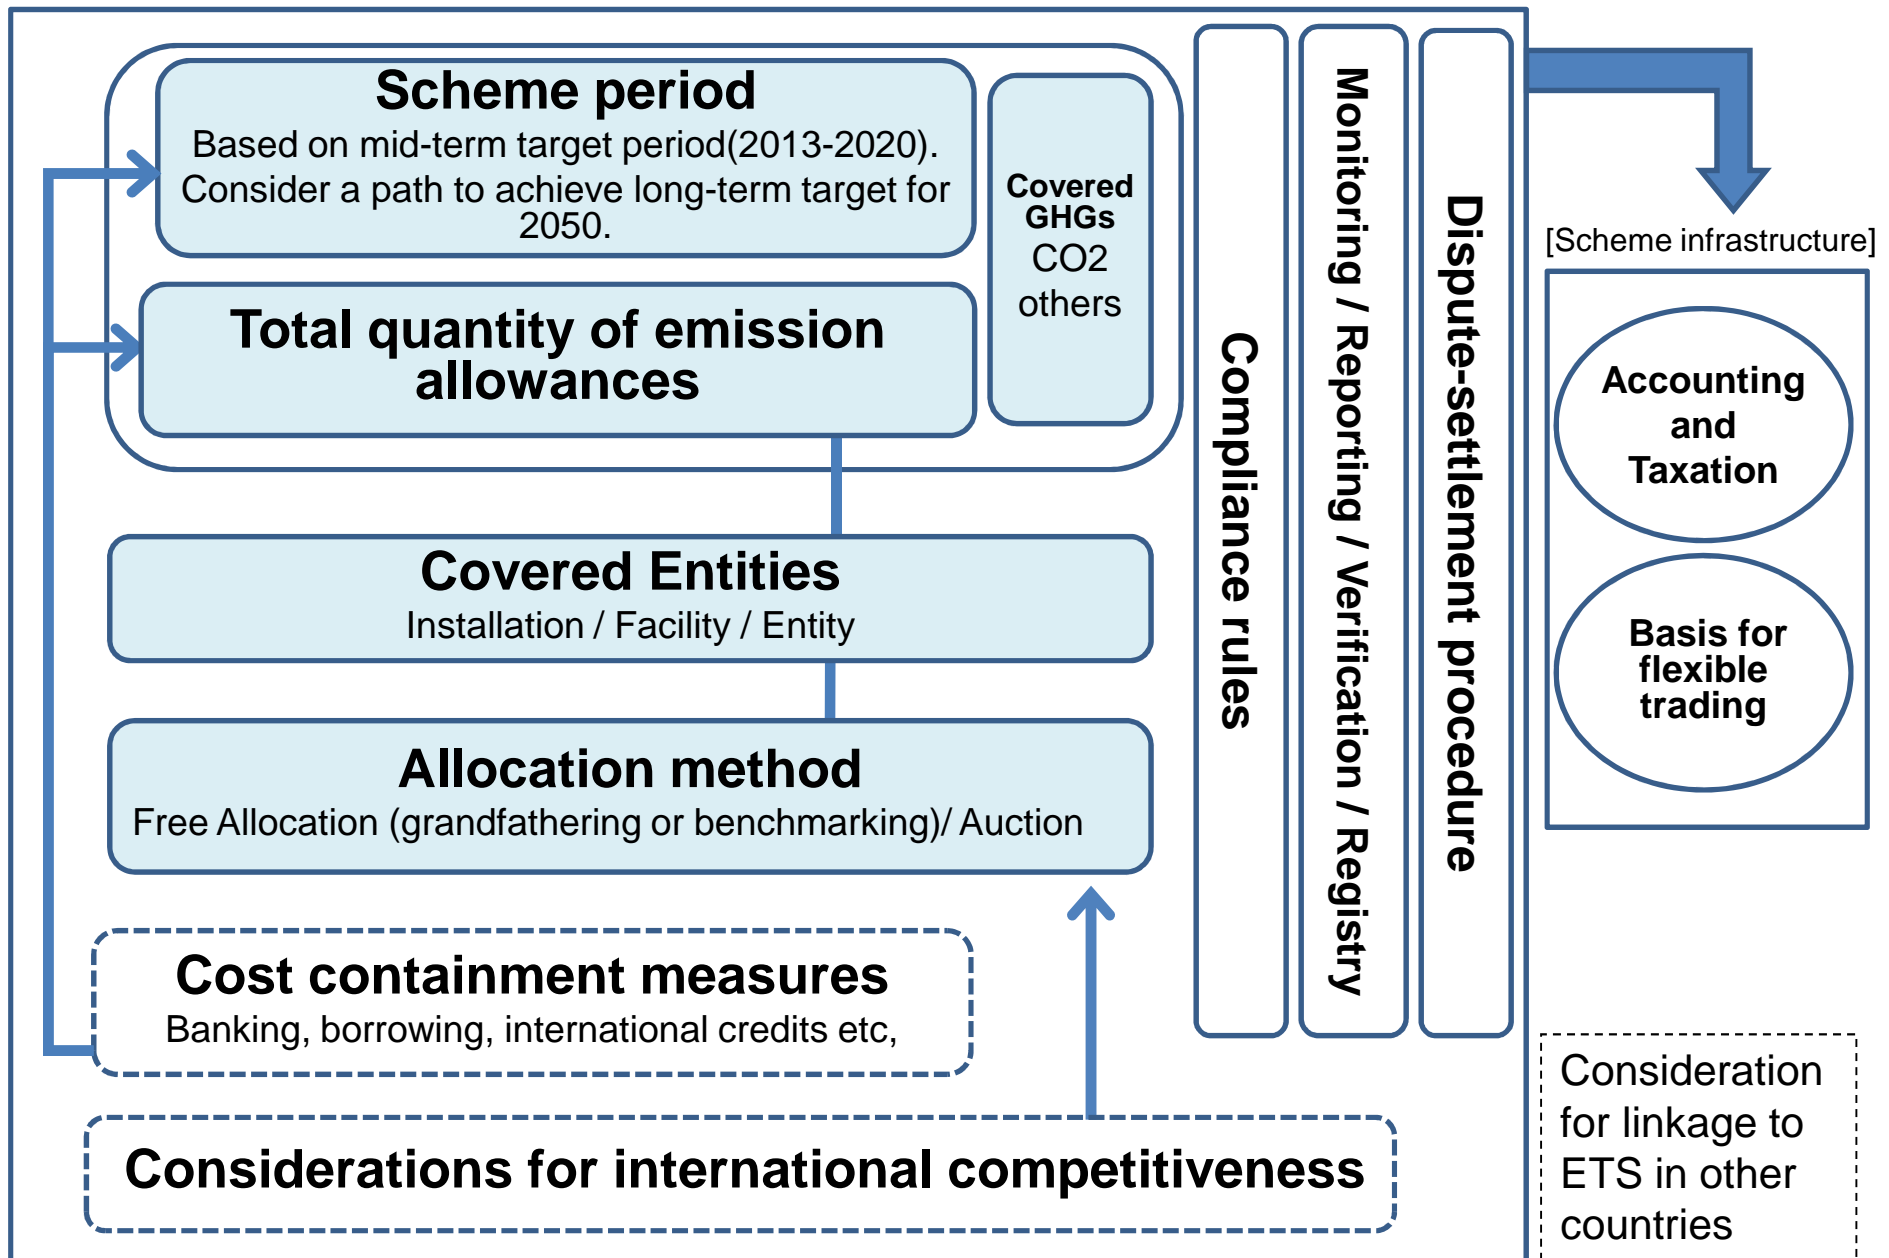 Scheme period
Based on mid-term target period(2013-2020).
Consider a path to achieve long-term target for
2050.
Covered
GHGs
CO2
others
Total quantity of emission
allowances
Covered Entities
Installation / Facility / Entity
Allocation method
Free Allocation (grandfathering or benchmarking)/ Auction
Cost containment measures
Banking, borrowing, international credits etc,
Considerations for international competitiveness
Compliance rules
Monitoring / Reporting / Verification / Registry
Dispute-settlement procedure
[Scheme infrastructure]
Accounting
and
Taxation
Basis for
flexible
trading
Consideration
for linkage to
ETS in other
countries